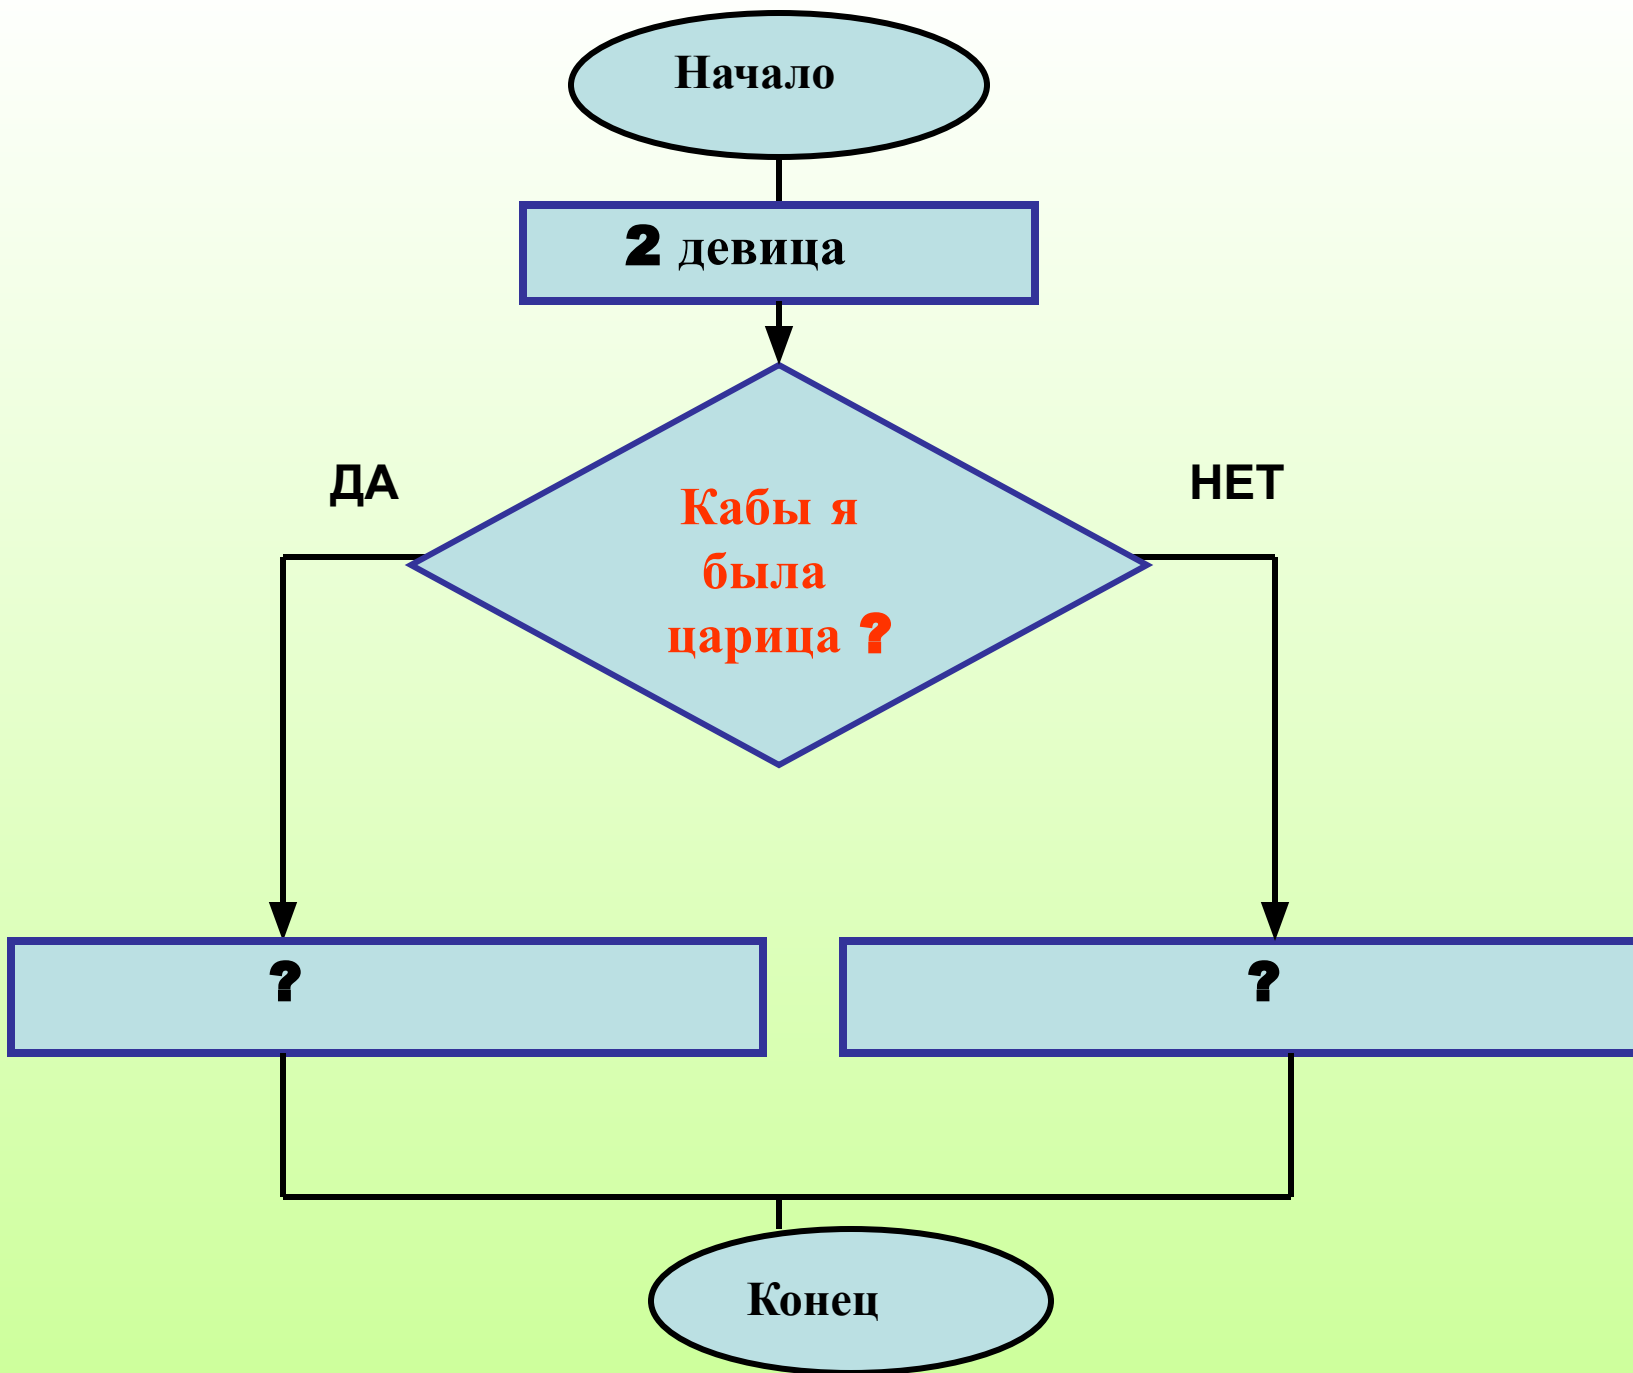 Начало
2 девица
ДА
НЕТ
Кабы я
была
царица ?
?
?
Конец